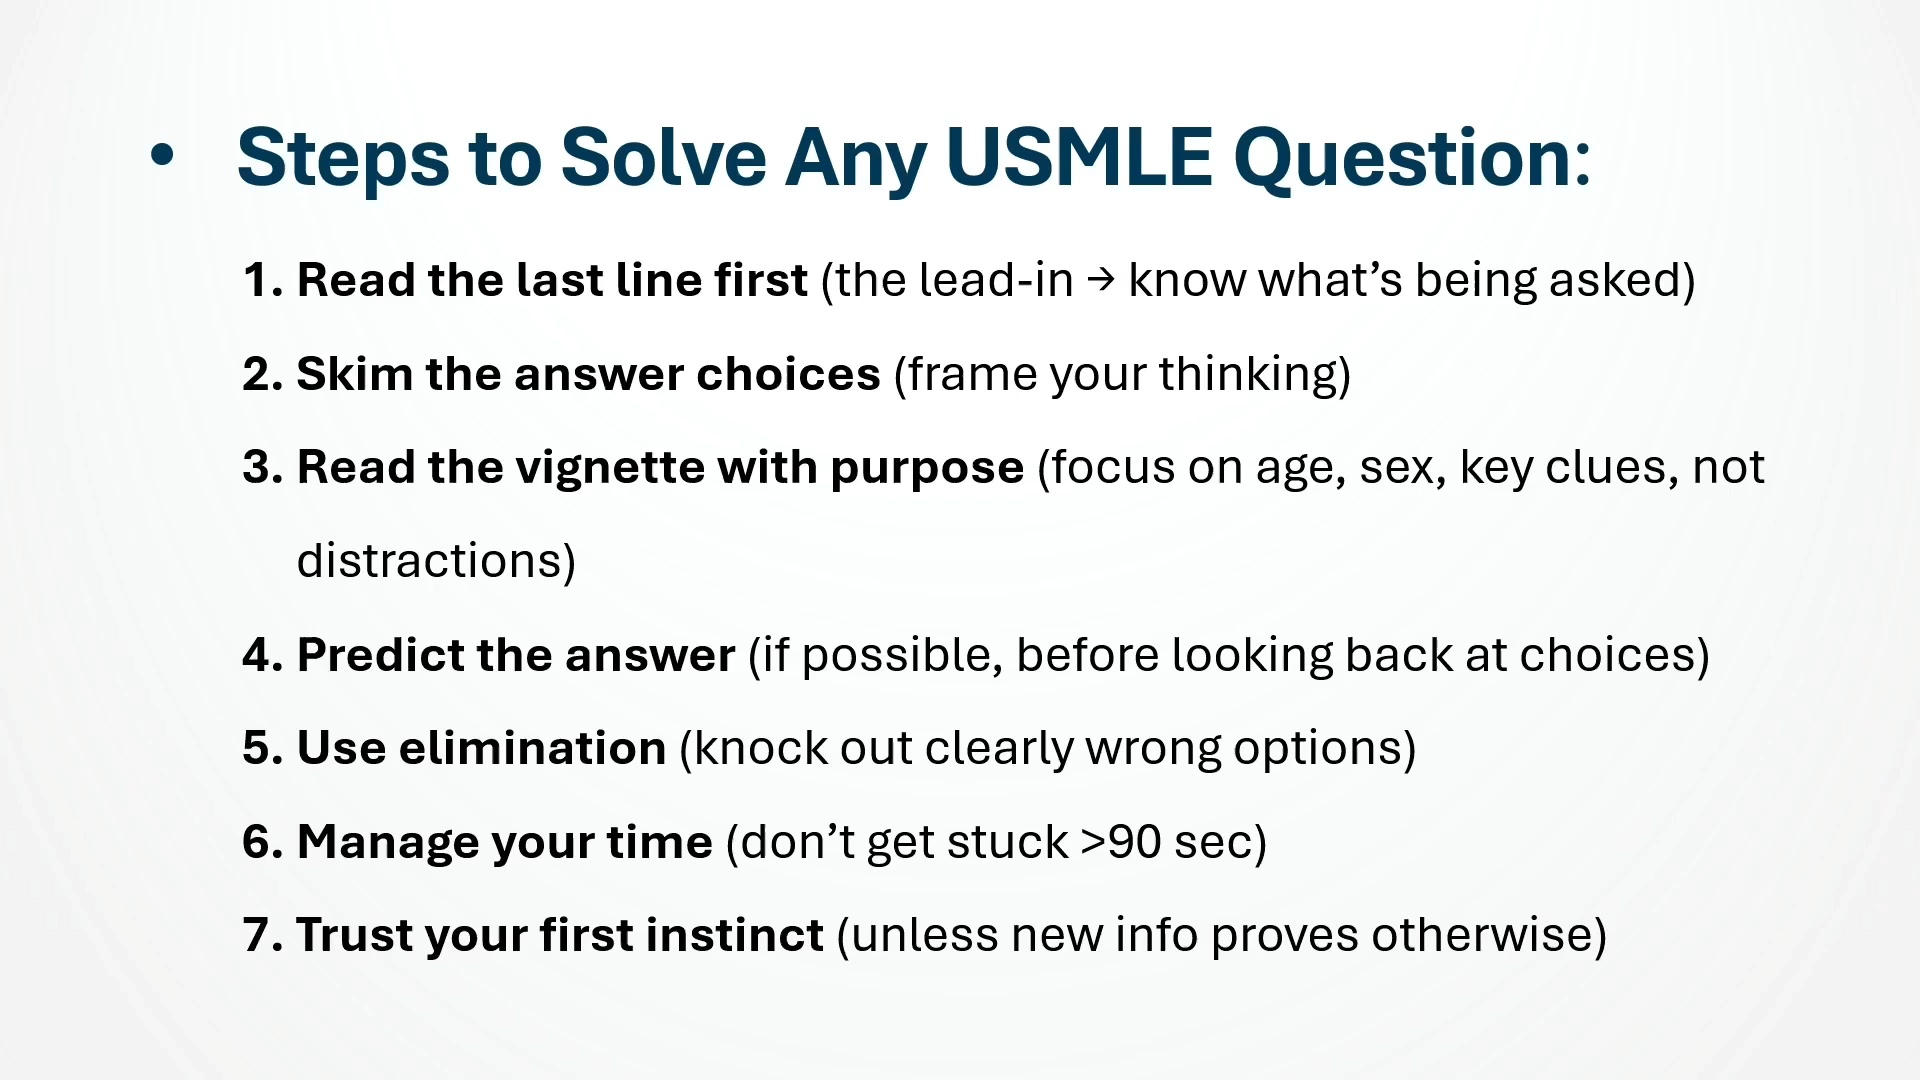 • Steps to Solve Any USMLE Question:
1. Read the last line first (the lead-in → know what’s being asked)
2. Skim the answer choices (frame your thinking)
3. Read the vignette with purpose (focus on age, sex, key clues, not
distractions)
4. Predict the answer (if possible, before looking back at choices)
5. Use elimination (knock out clearly wrong options)
6. Manage your time (don’t get stuck >90 sec)
7. Trust your first instinct (unless new info proves otherwise)